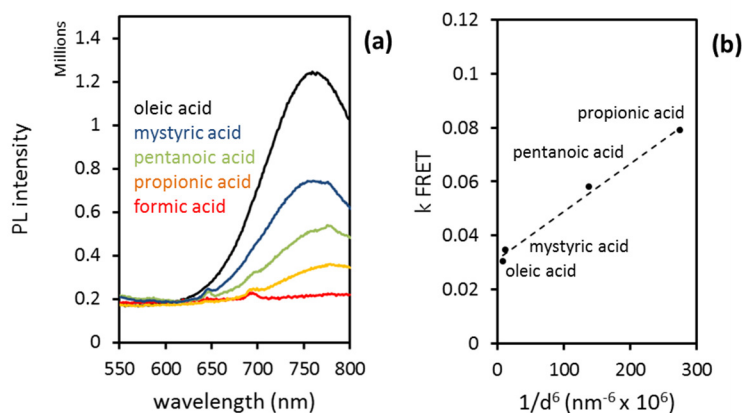 Millions
1.4
1.2
1
0.8
0.6
0.4
0.2
0
PL intensity
(a)
oleic acid
mystyric acid
pentanoic acid
propionic acid
formic acid
550 600 650 700 750 800
wavelength (nm)
0.12
0.1
0.08
0.06
0.04
0.02
0
k FRET
(b)
propionic acid
pentanoic acid
mystyric acid
oleic acid
0 100 200 300
1/d⁶ (nm⁻⁶ x 10⁶)